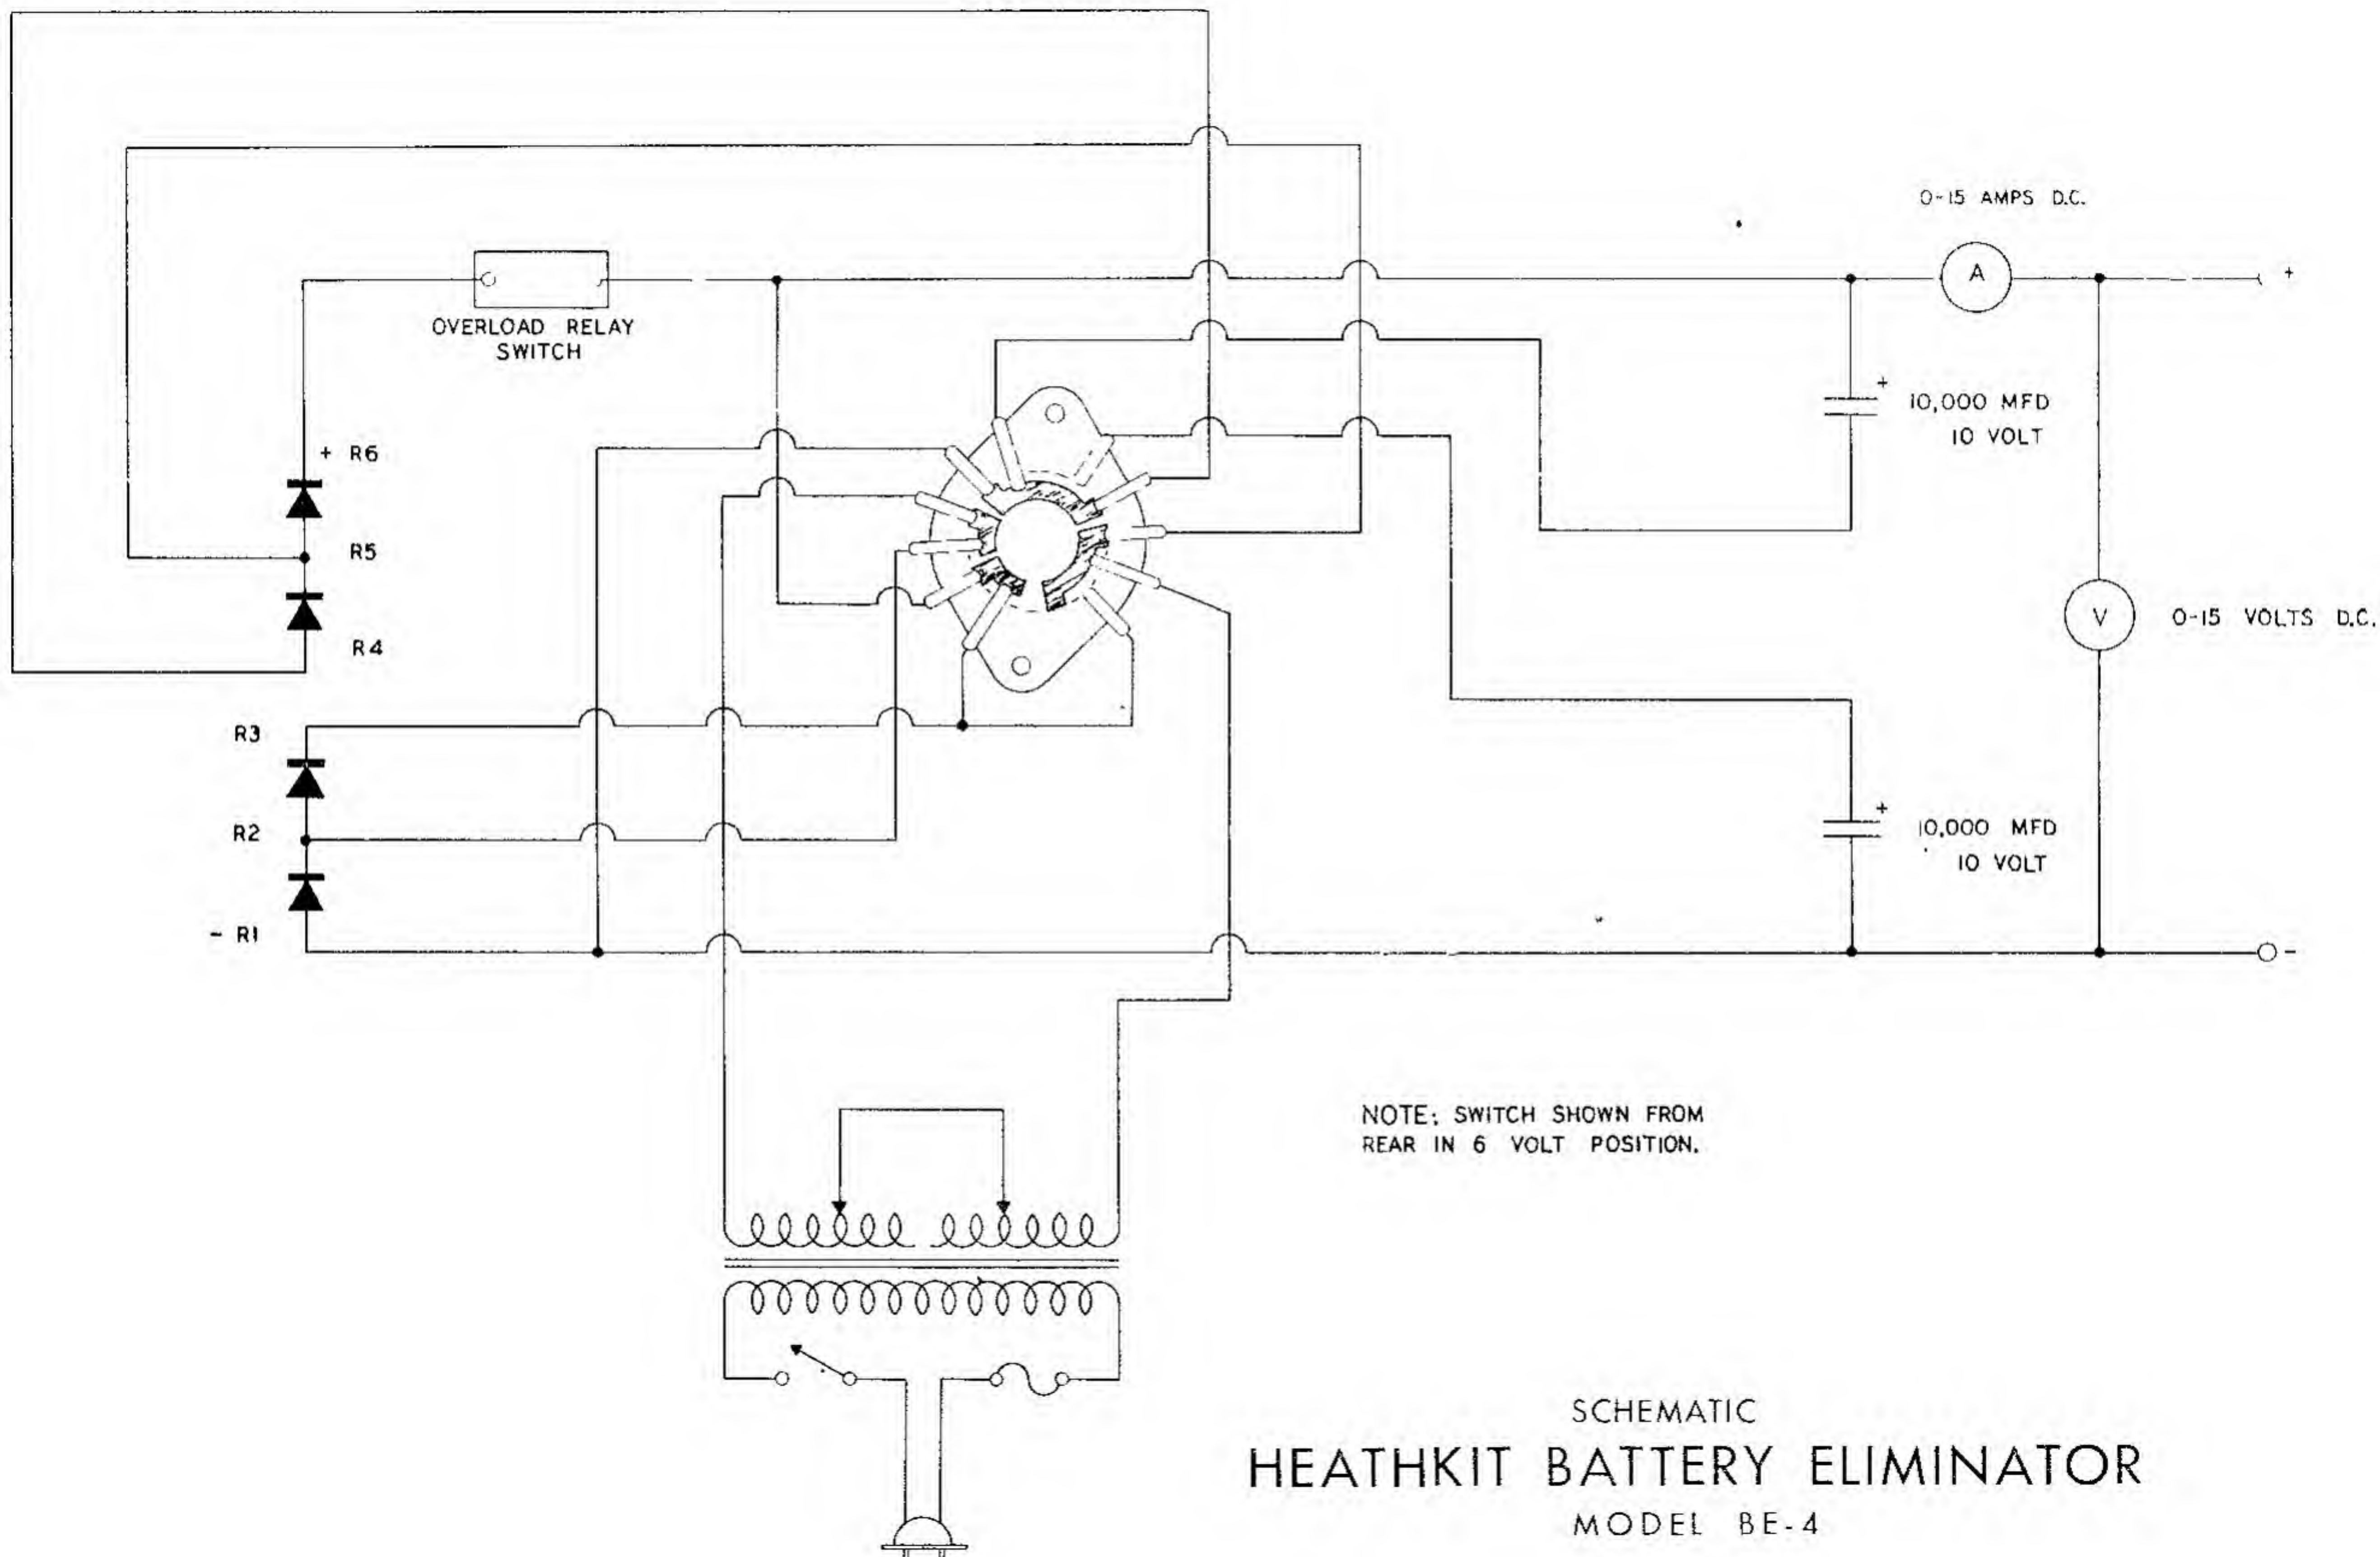 0-15 AMPS D.C.
A
+
OVERLOAD RELAY
SWITCH
+
10,000 MFD
10 VOLT
+ R6
R5
R4
V
0-15 VOLTS D.C.
R3
R2
- R1
+
10,000 MFD
10 VOLT
-
NOTE: SWITCH SHOWN FROM
REAR IN 6 VOLT POSITION.
SCHEMATIC
HEATHKIT BATTERY ELIMINATOR
MODEL BE-4